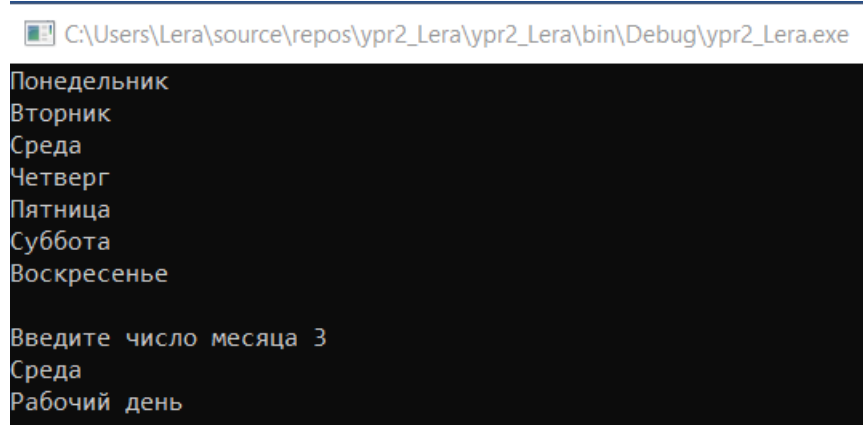 C:\Users\Lera\source\repos\ypr2_Lera\ypr2_Lera\bin\Debug\ypr2_Lera.exe
Понедельник
Вторник
Среда
Четверг
Пятница
Суббота
Воскресенье
Введите число месяца 3
Среда
Рабочий день